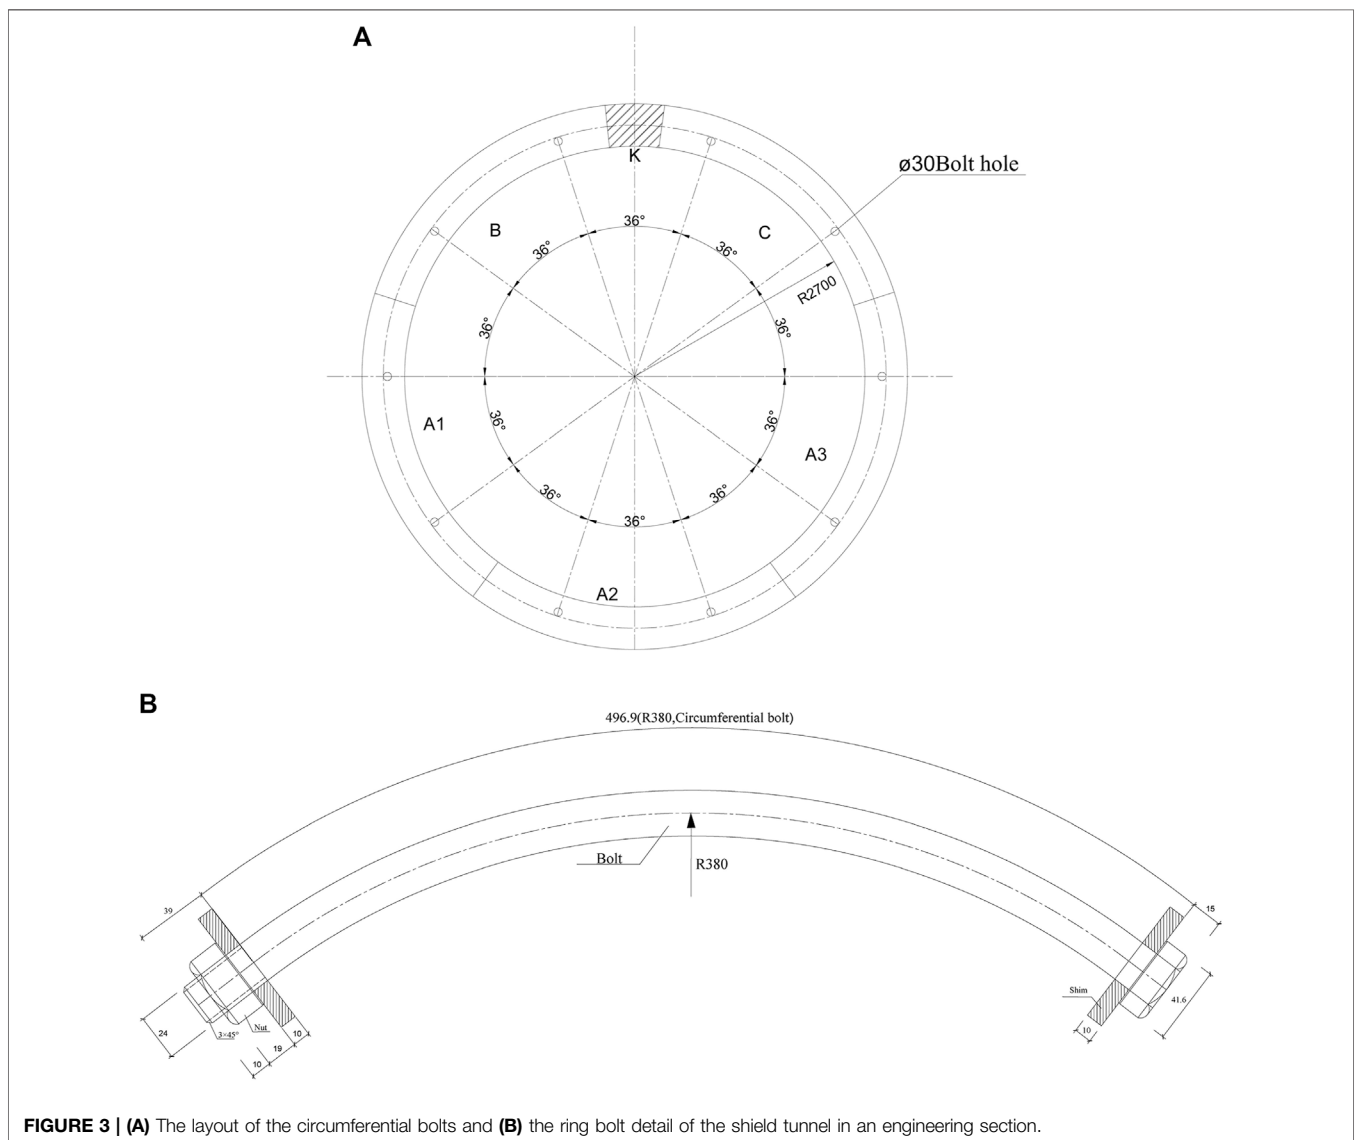 A
K
ø30Bolt hole
B
36°
C
36°
36°
R2700
36°
36°
A1
36°
36°
A3
36°
36°
36°
A2
B
496.9(R380,Circumferential bolt)
Bolt
R380
39
15
Shim
41.6
24
3×45°
Nut
10
10
19
10
FIGURE 3 | (A) The layout of the circumferential bolts and (B) the ring bolt detail of the shield tunnel in an engineering section.